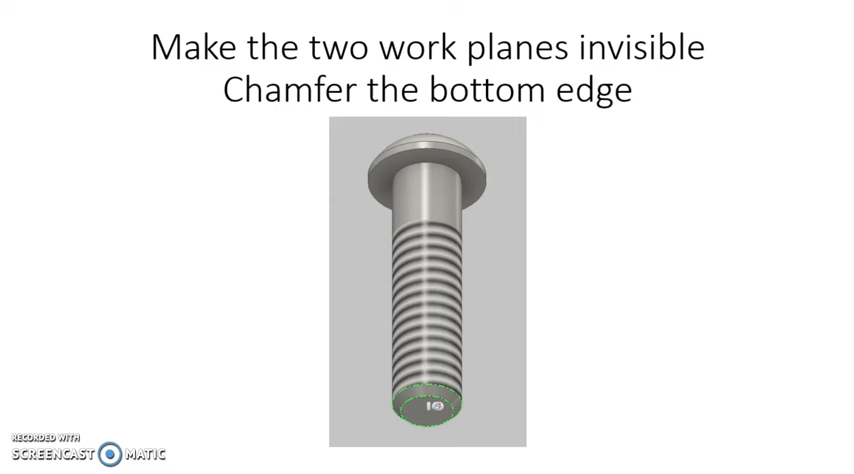 Make the two work planes invisible
Chamfer the bottom edge
RECORDED WITH
SCREENCAST MATIC